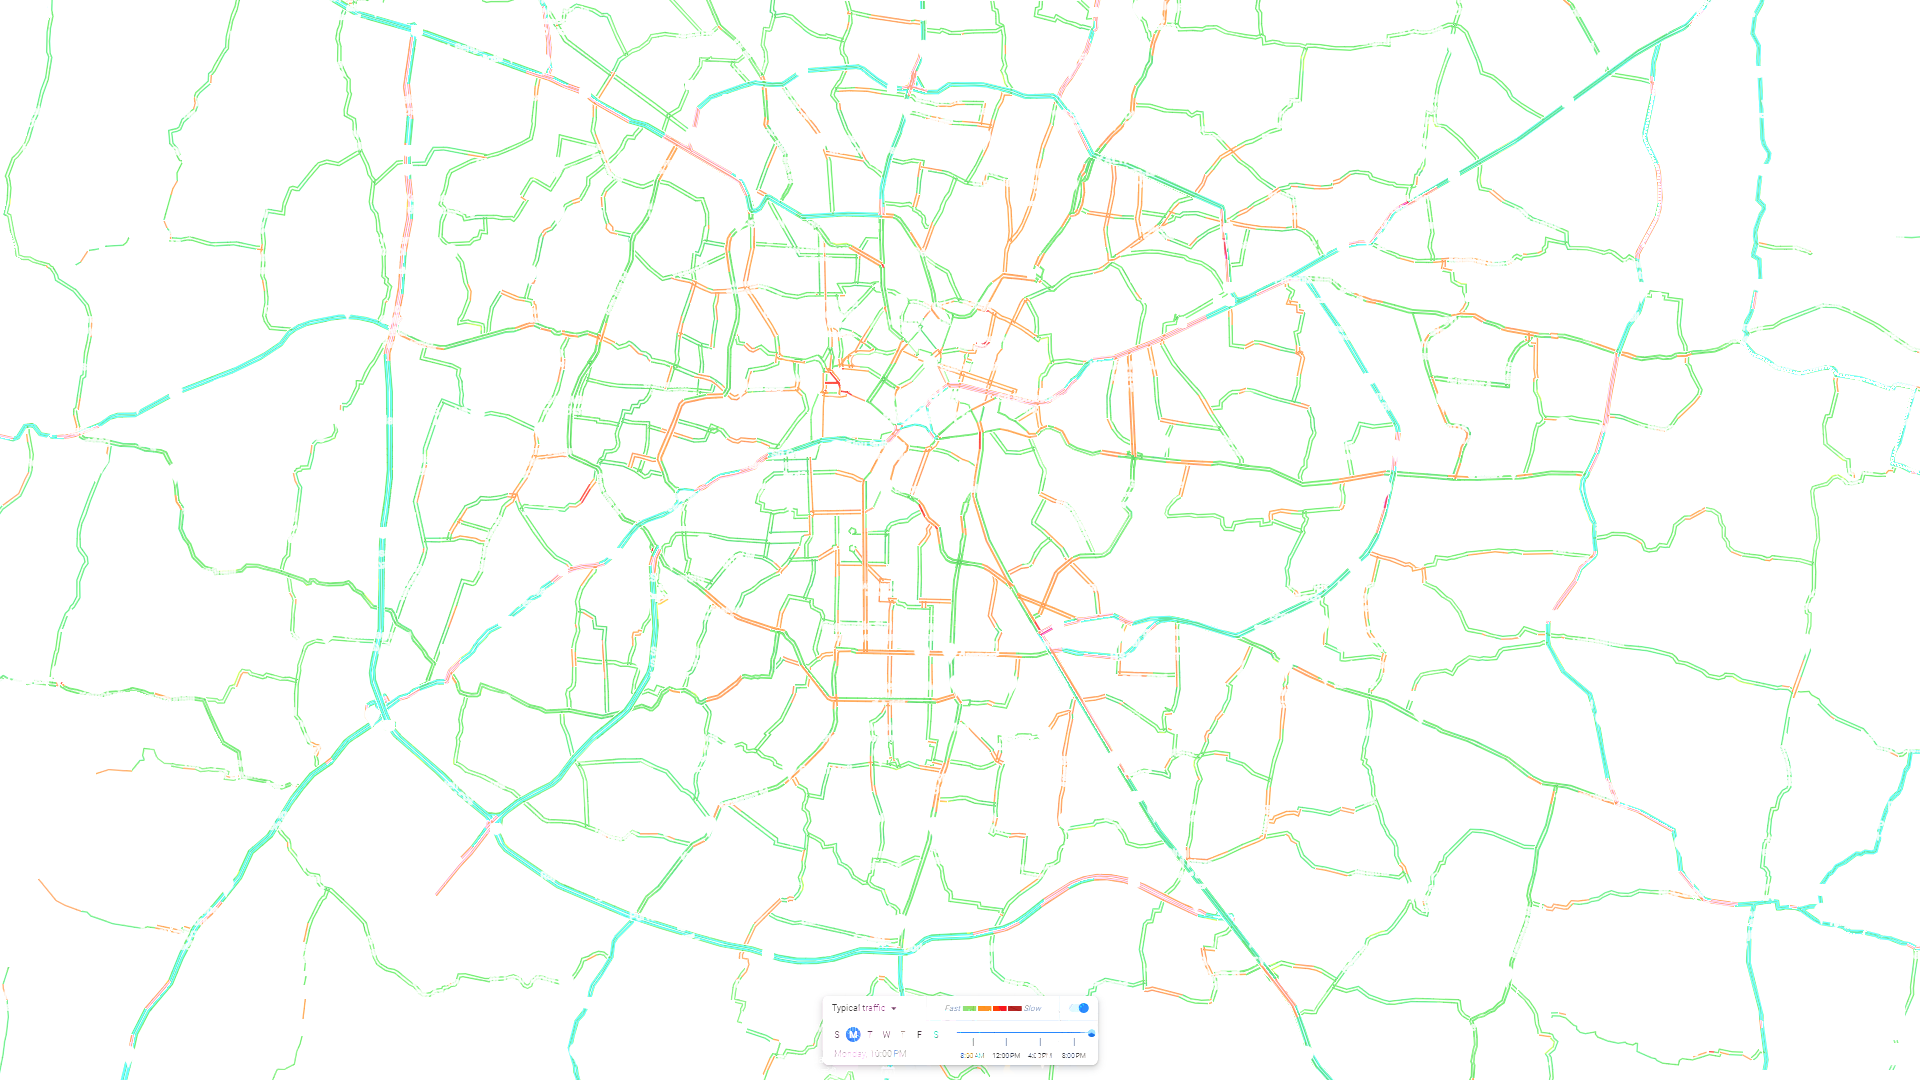 Typical traffic
Fast Slow
S M T W T F S
Monday, 10:00 PM
8:00 AM 12:00 PM 4:00 PM 8:00 PM